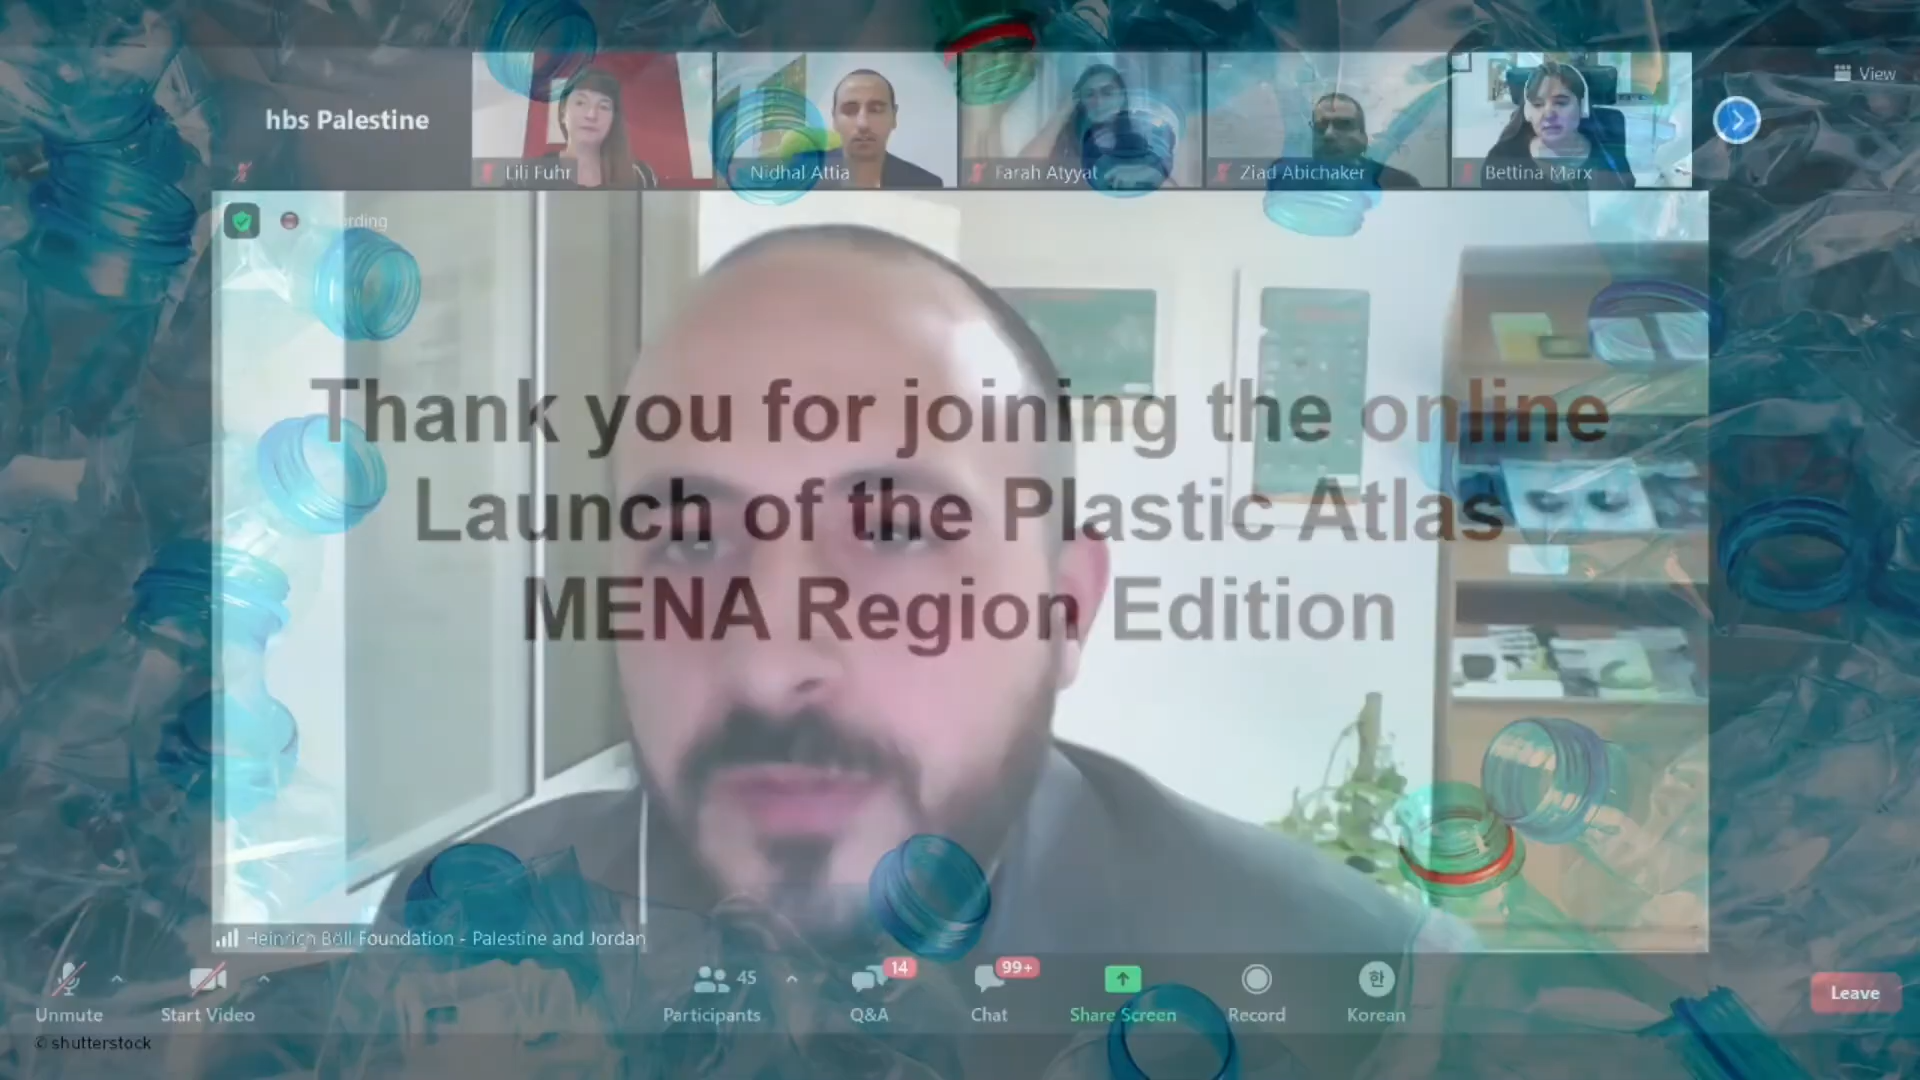 hbs Palestine
Lili Fuhr
Nidhal Attia
Farah Atyyat
Ziad Abichaker
Bettina Marx
View
Thank you for joining the online
Launch of the Plastic Atlas
MENA Region Edition
Heinrich Böll Foundation - Palestine and Jordan
45
14
99+
한
Unmute
Start Video
Participants
Q&A
Chat
Share Screen
Record
Korean
Leave
© shutterstock